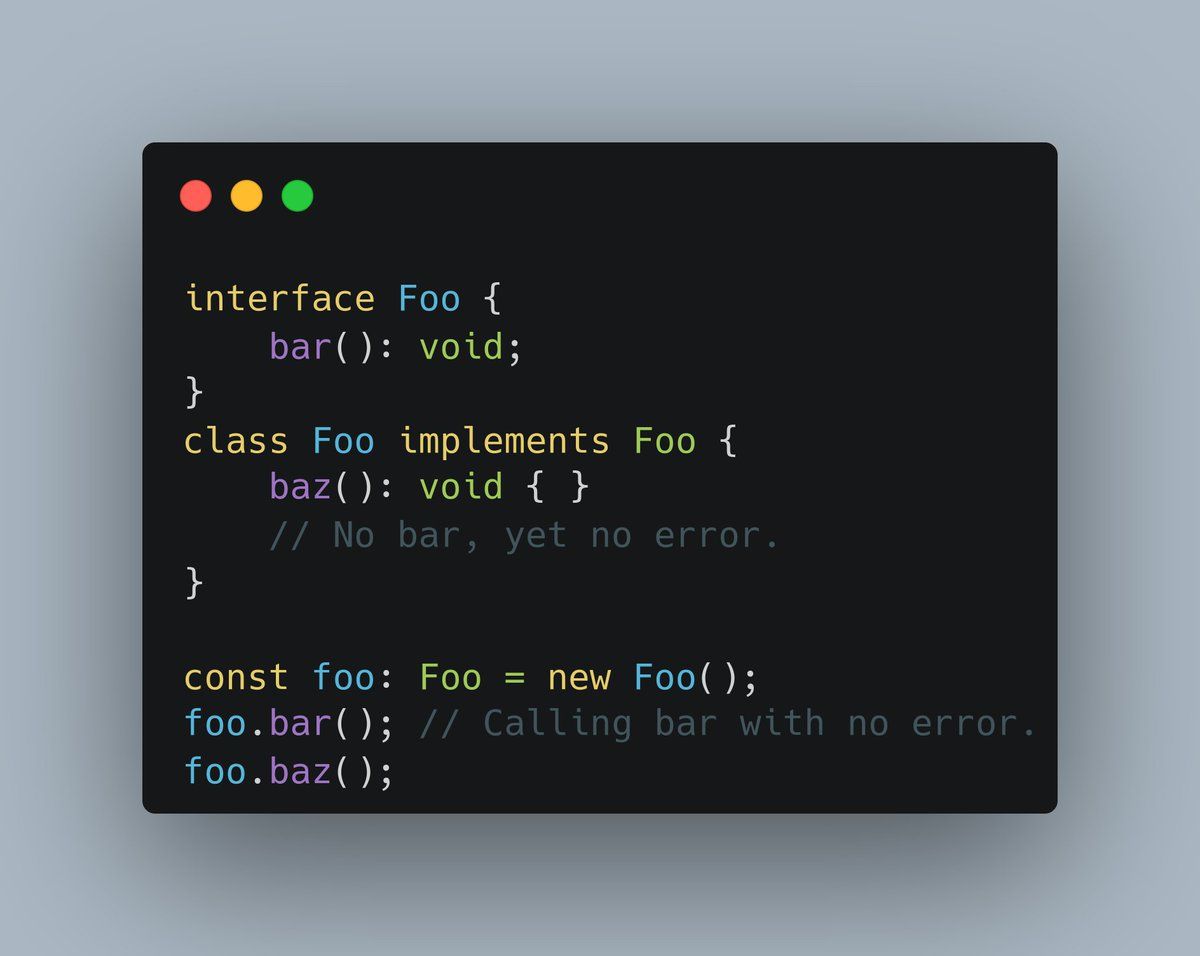 interface Foo {
    bar(): void;
}
class Foo implements Foo {
    baz(): void { }
    // No bar, yet no error.
}

const foo: Foo = new Foo();
foo.bar(); // Calling bar with no error.
foo.baz();